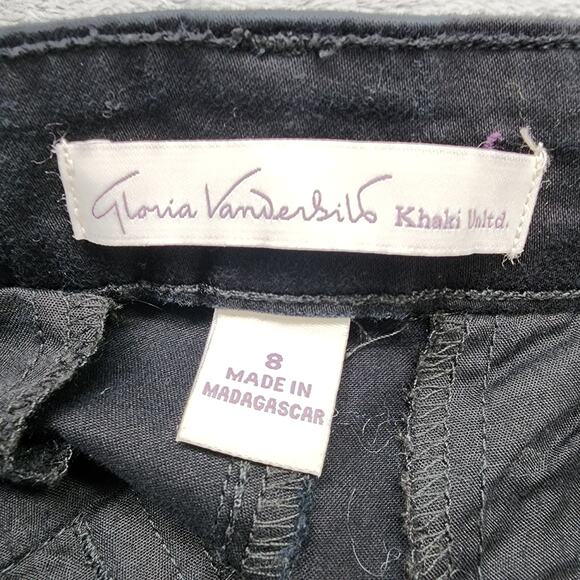 Gloria Vanderbilt Khaki Unltd.
8
MADE IN
MADAGASCAR